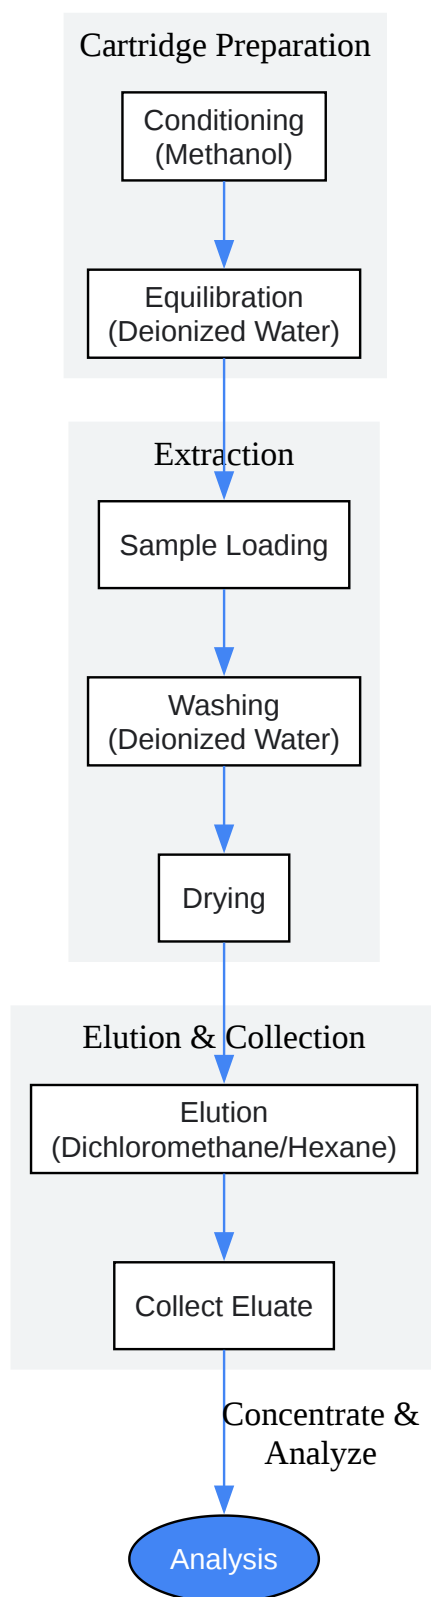 Cartridge Preparation
Conditioning
(Methanol)
Equilibration
(Deionized Water)
Extraction
Sample Loading
Washing
(Deionized Water)
Drying
Elution & Collection
Elution
(Dichloromethane/Hexane)
Collect Eluate
Concentrate &
Analyze
Analysis